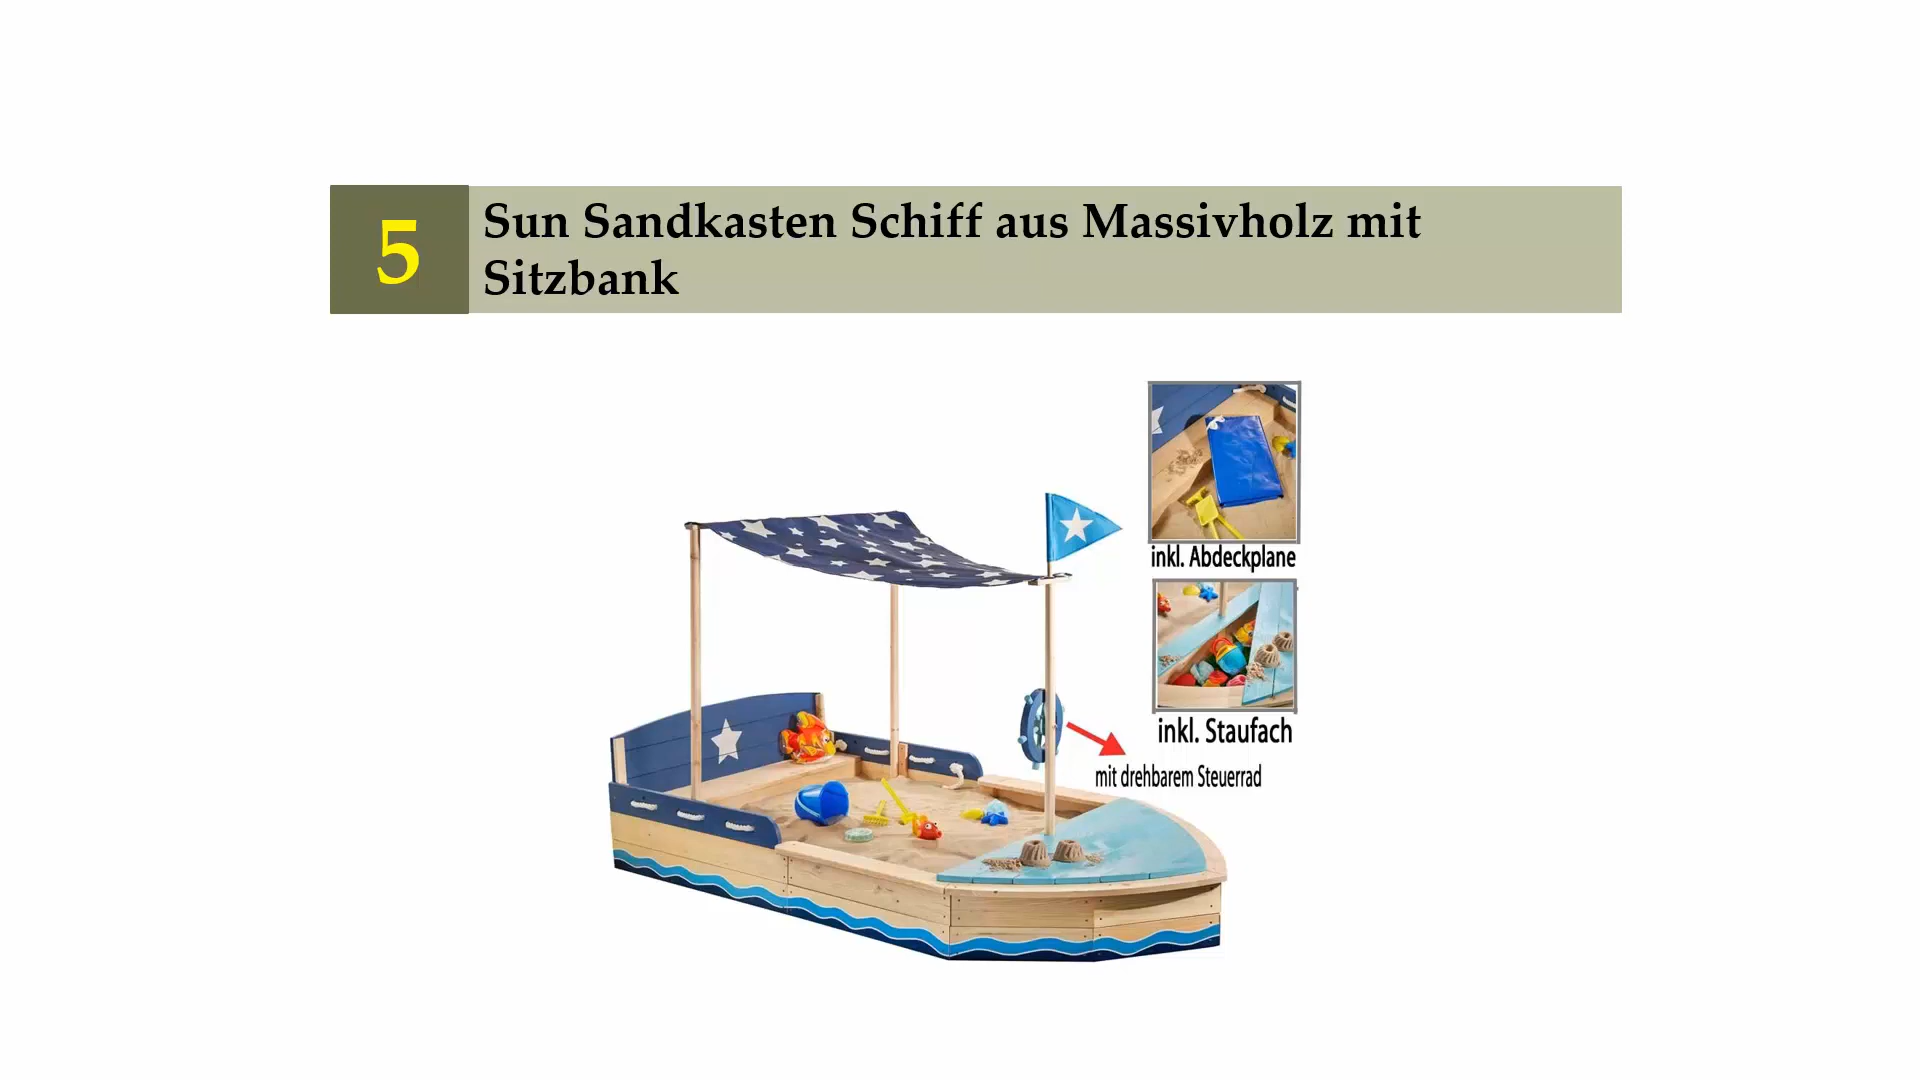 5
Sun Sandkasten Schiff aus Massivholz mit
Sitzbank
inkl. Abdeckplane
inkl. Staufach
mit drehbarem Steuerrad